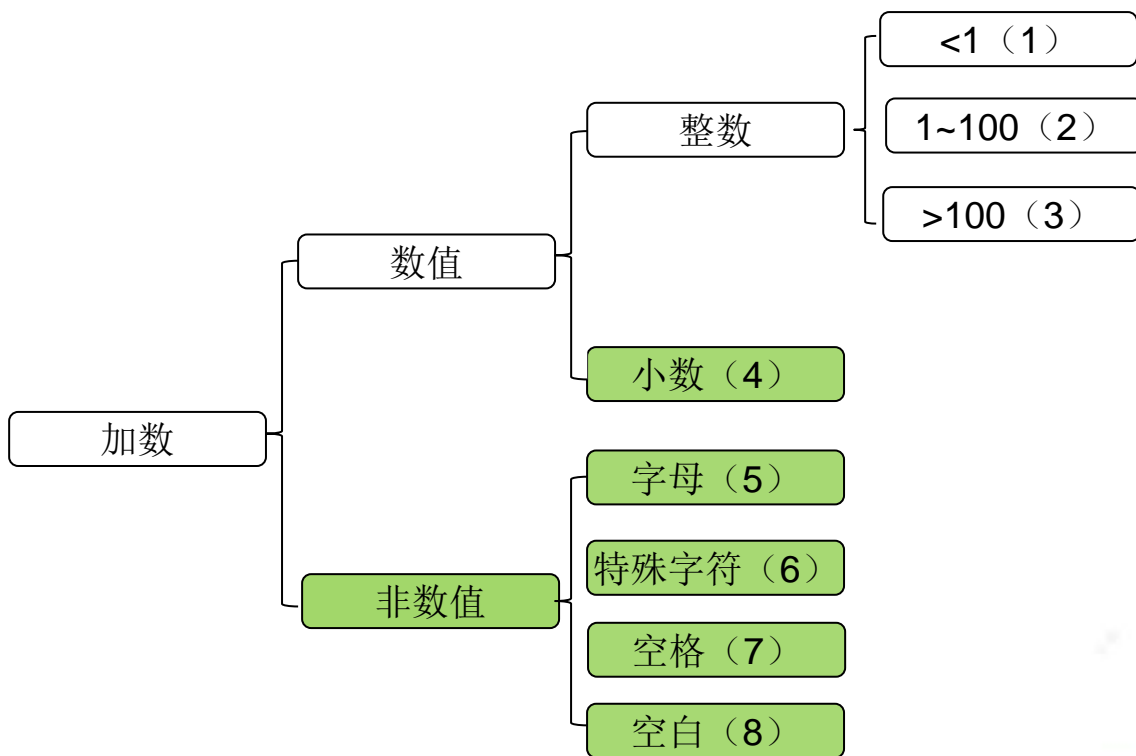 <1（1）
整数
1~100（2）
>100（3）
数值
小数（4）
加数
字母（5）
特殊字符（6）
非数值
空格（7）
空白（8）